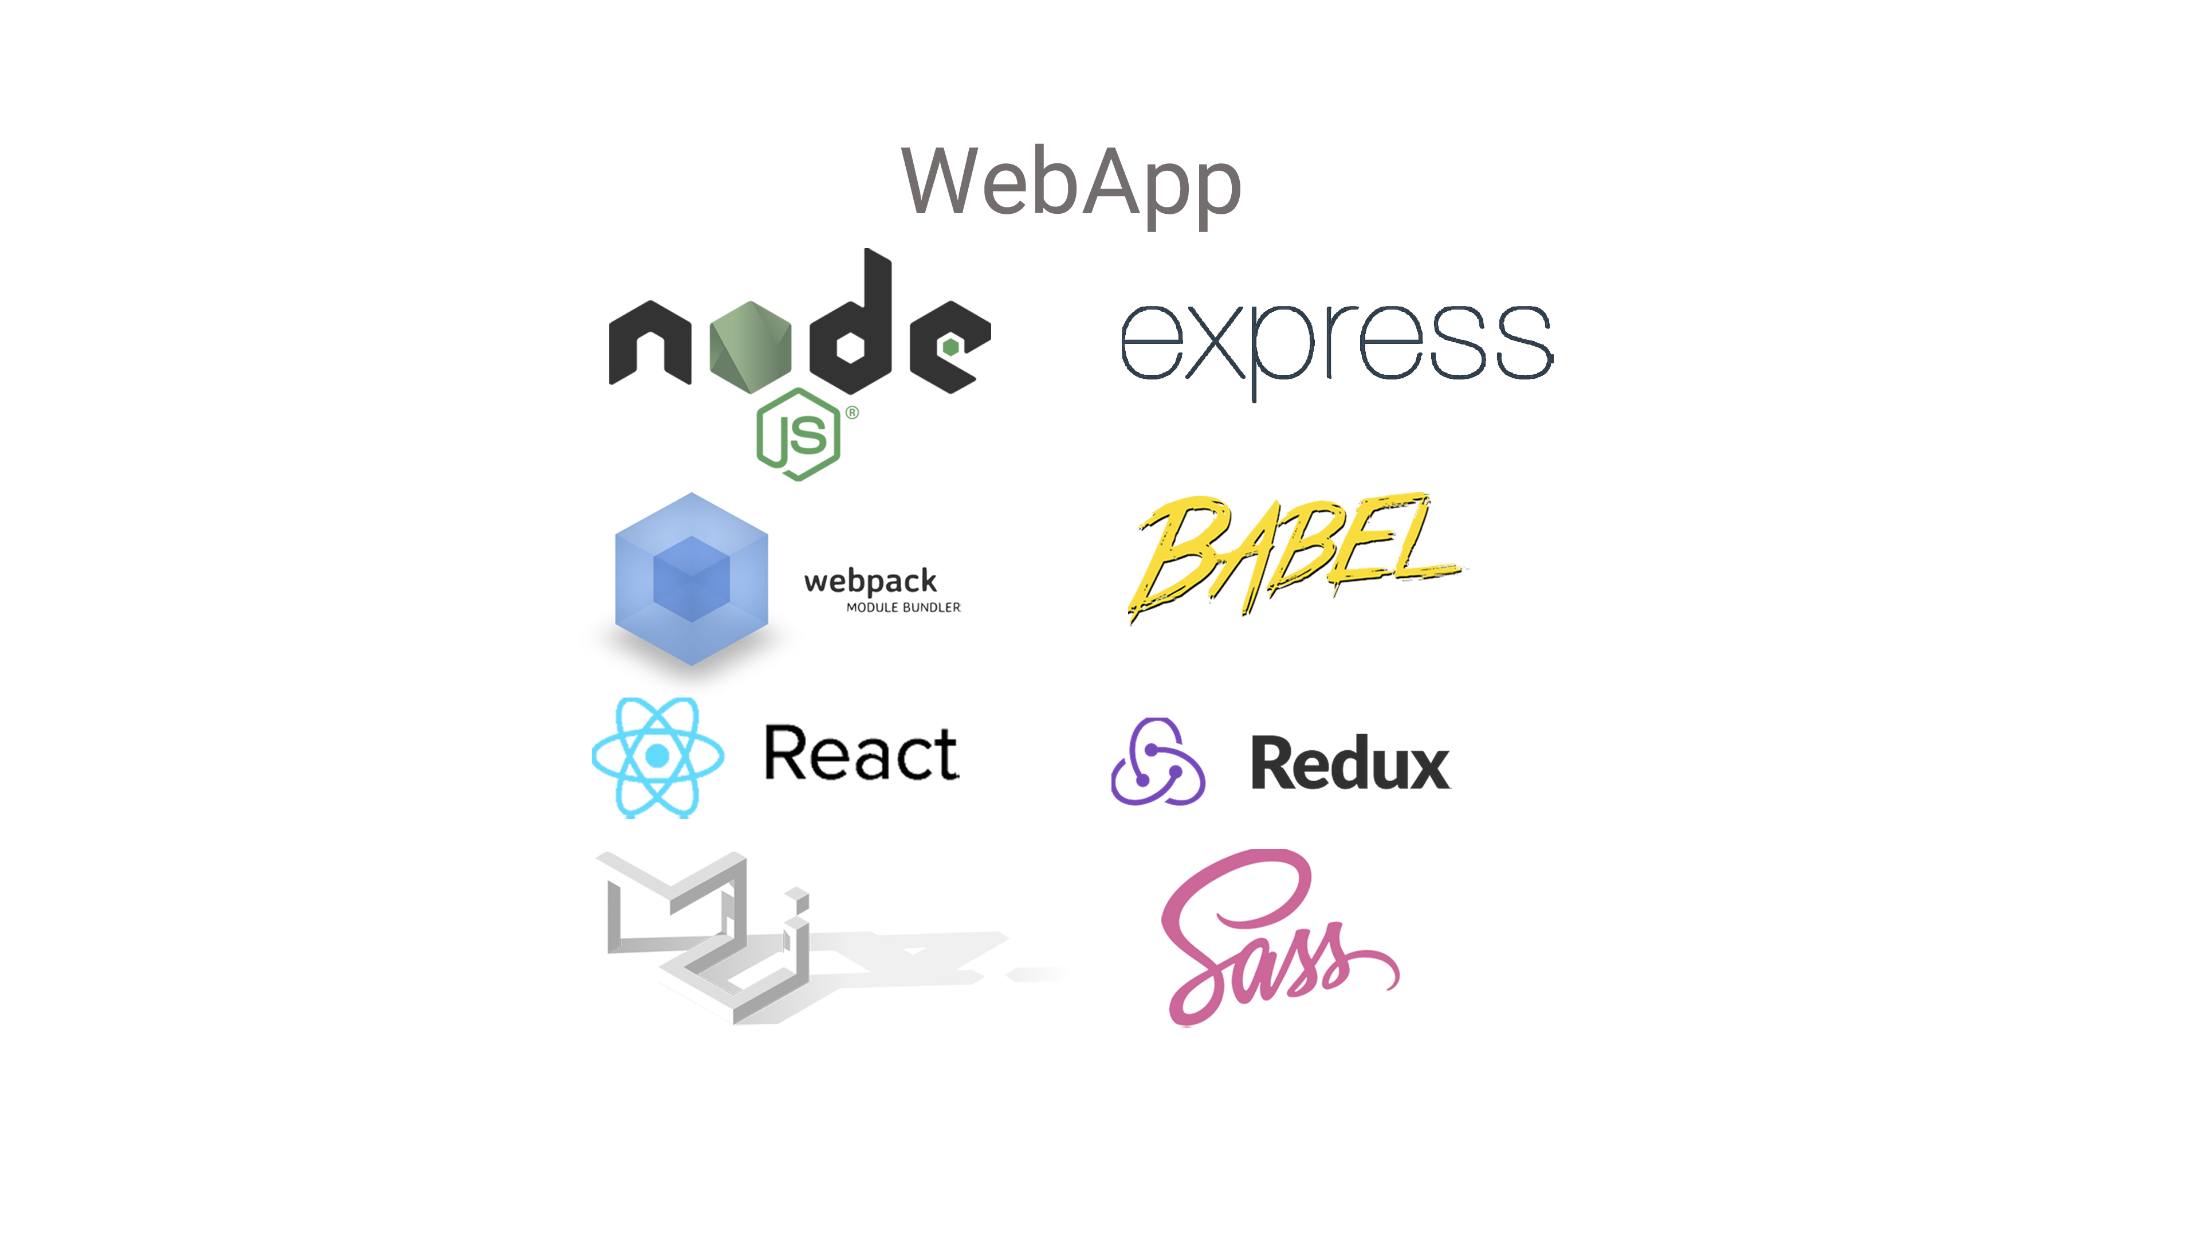 WebApp
node
JS®
express
webpack
MODULE BUNDLER
BABEL
React
Redux
Sass